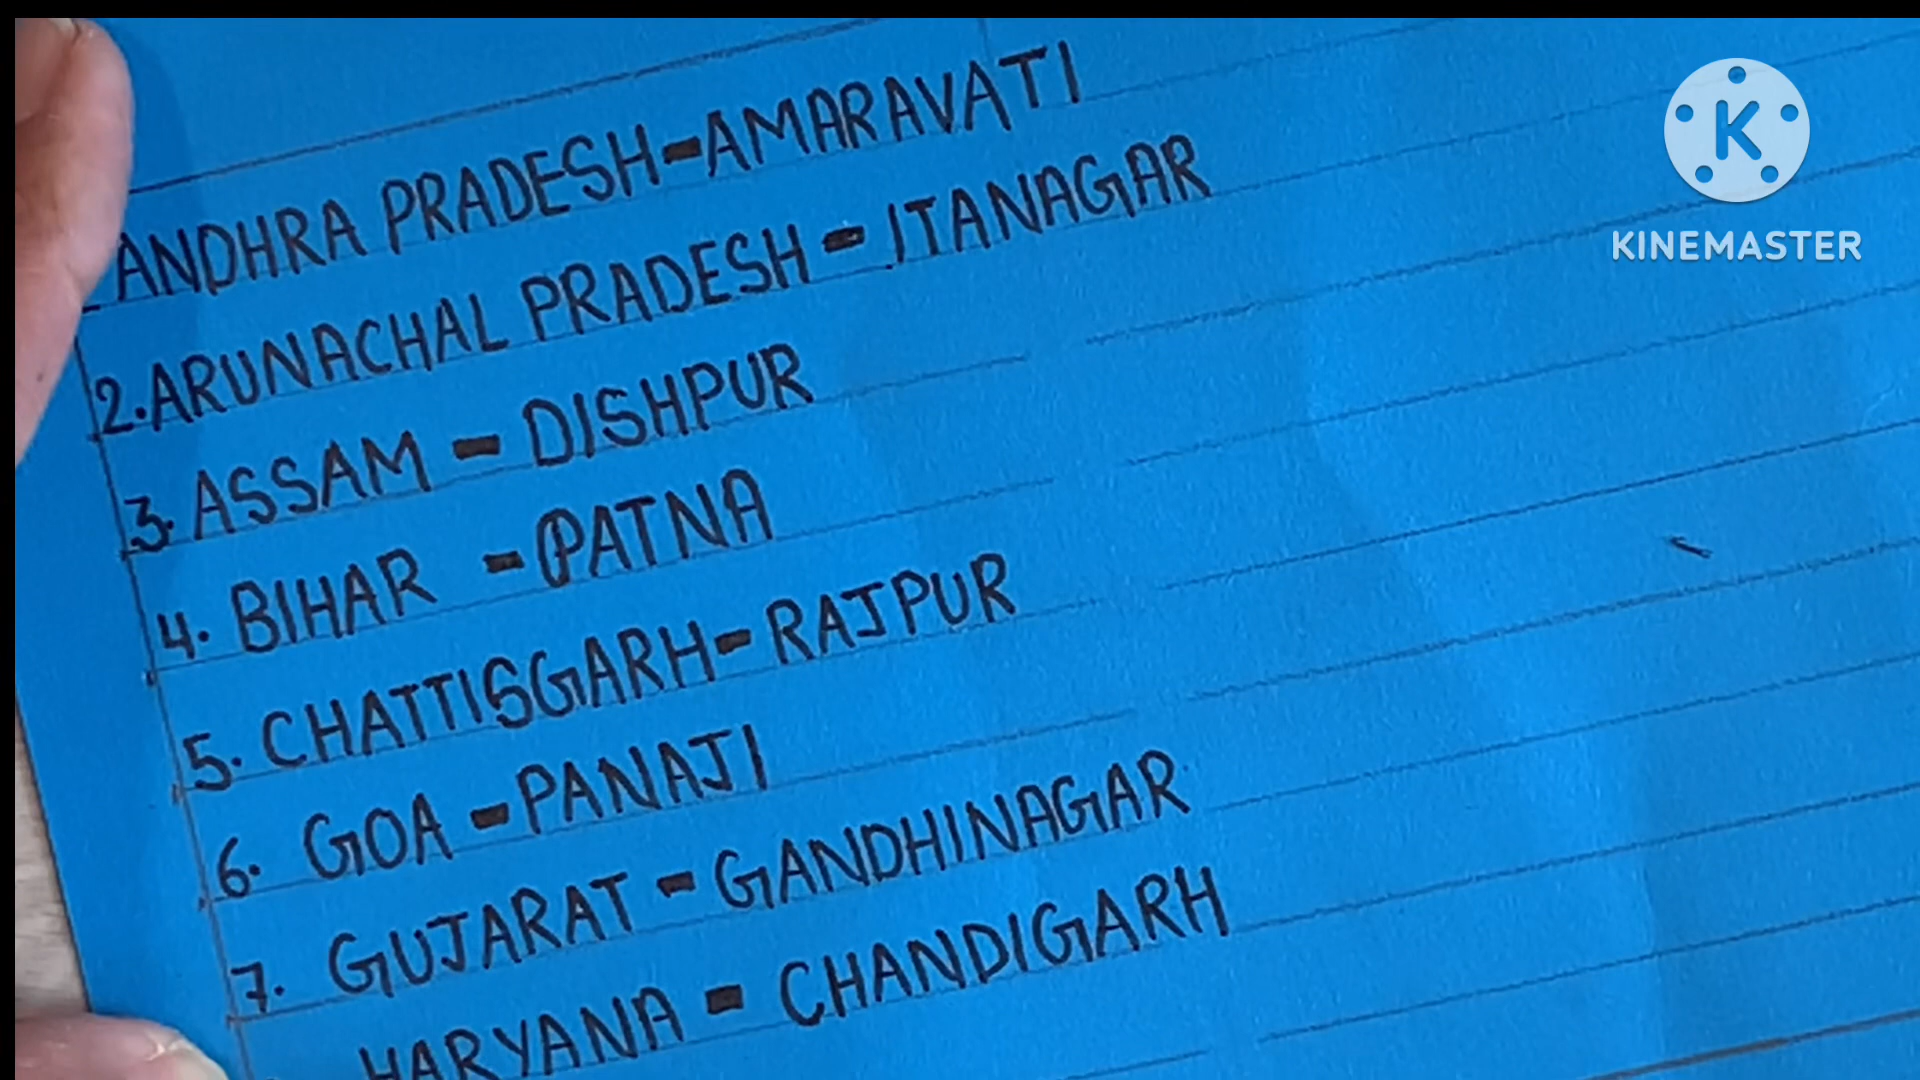 ANDHRA PRADESH-AMARAVATI
2.ARUNACHAL PRADESH-ITANAGAR
3.ASSAM-DISHPUR
4. BIHAR -PATNA
5. CHATTISGARH-RAJPUR
6. GOA-PANAJI
7. GUJARAT-GANDHINAGAR
HARYANA-CHANDIGARH
K
KINEMASTER